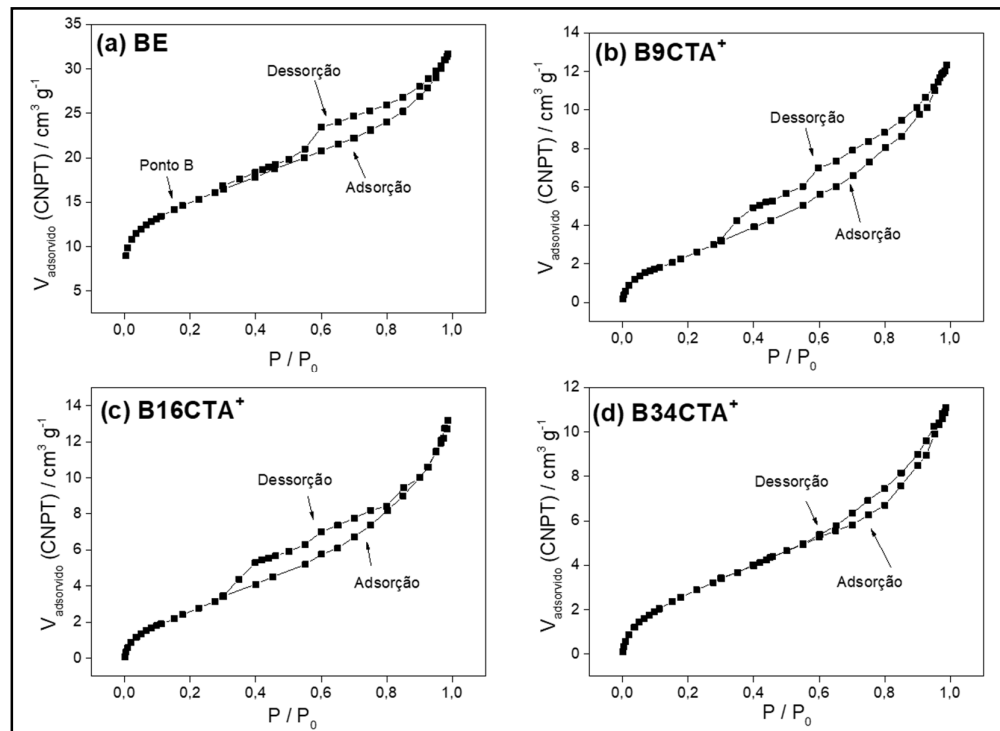 (a) BE
35
30
25
20
15
10
5
V adsorvido (CNPT) / cm³ g⁻¹
Dessorção
Ponto B
Adsorção
0,0 0,2 0,4 0,6 0,8 1,0
P / P₀
(b) B9CTA⁺
14
12
10
8
6
4
2
0
V adsorvido (CNPT) / cm³ g⁻¹
Dessorção
Adsorção
0,0 0,2 0,4 0,6 0,8 1,0
P / P₀
(c) B16CTA⁺
14
12
10
8
6
4
2
0
V adsorvido (CNPT) / cm³ g⁻¹
Dessorção
Adsorção
0,0 0,2 0,4 0,6 0,8 1,0
P / P₀
(d) B34CTA⁺
12
10
8
6
4
2
0
V adsorvido (CNPT) / cm³ g⁻¹
Dessorção
Adsorção
0,0 0,2 0,4 0,6 0,8 1,0
P / P₀